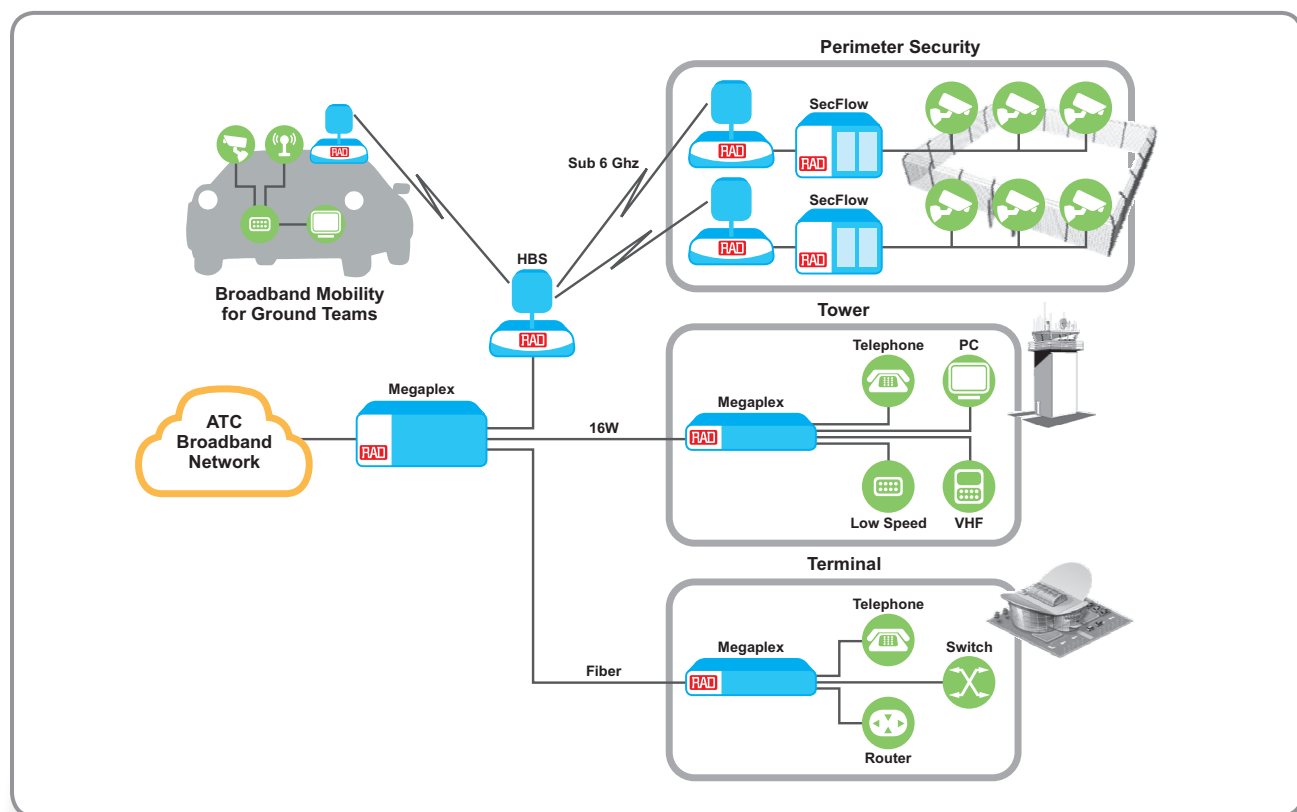 Perimeter Security
SecFlow
RAD
RAD
RAD
Sub 6 Ghz
SecFlow
RAD
RAD
HBS
RAD
Broadband Mobility
for Ground Teams
Tower
Telephone
PC
Megaplex
Megaplex
ATC
Broadband
Network
RAD
16W
RAD
Low Speed
VHF
Terminal
Telephone
Megaplex
Switch
Fiber
RAD
Router